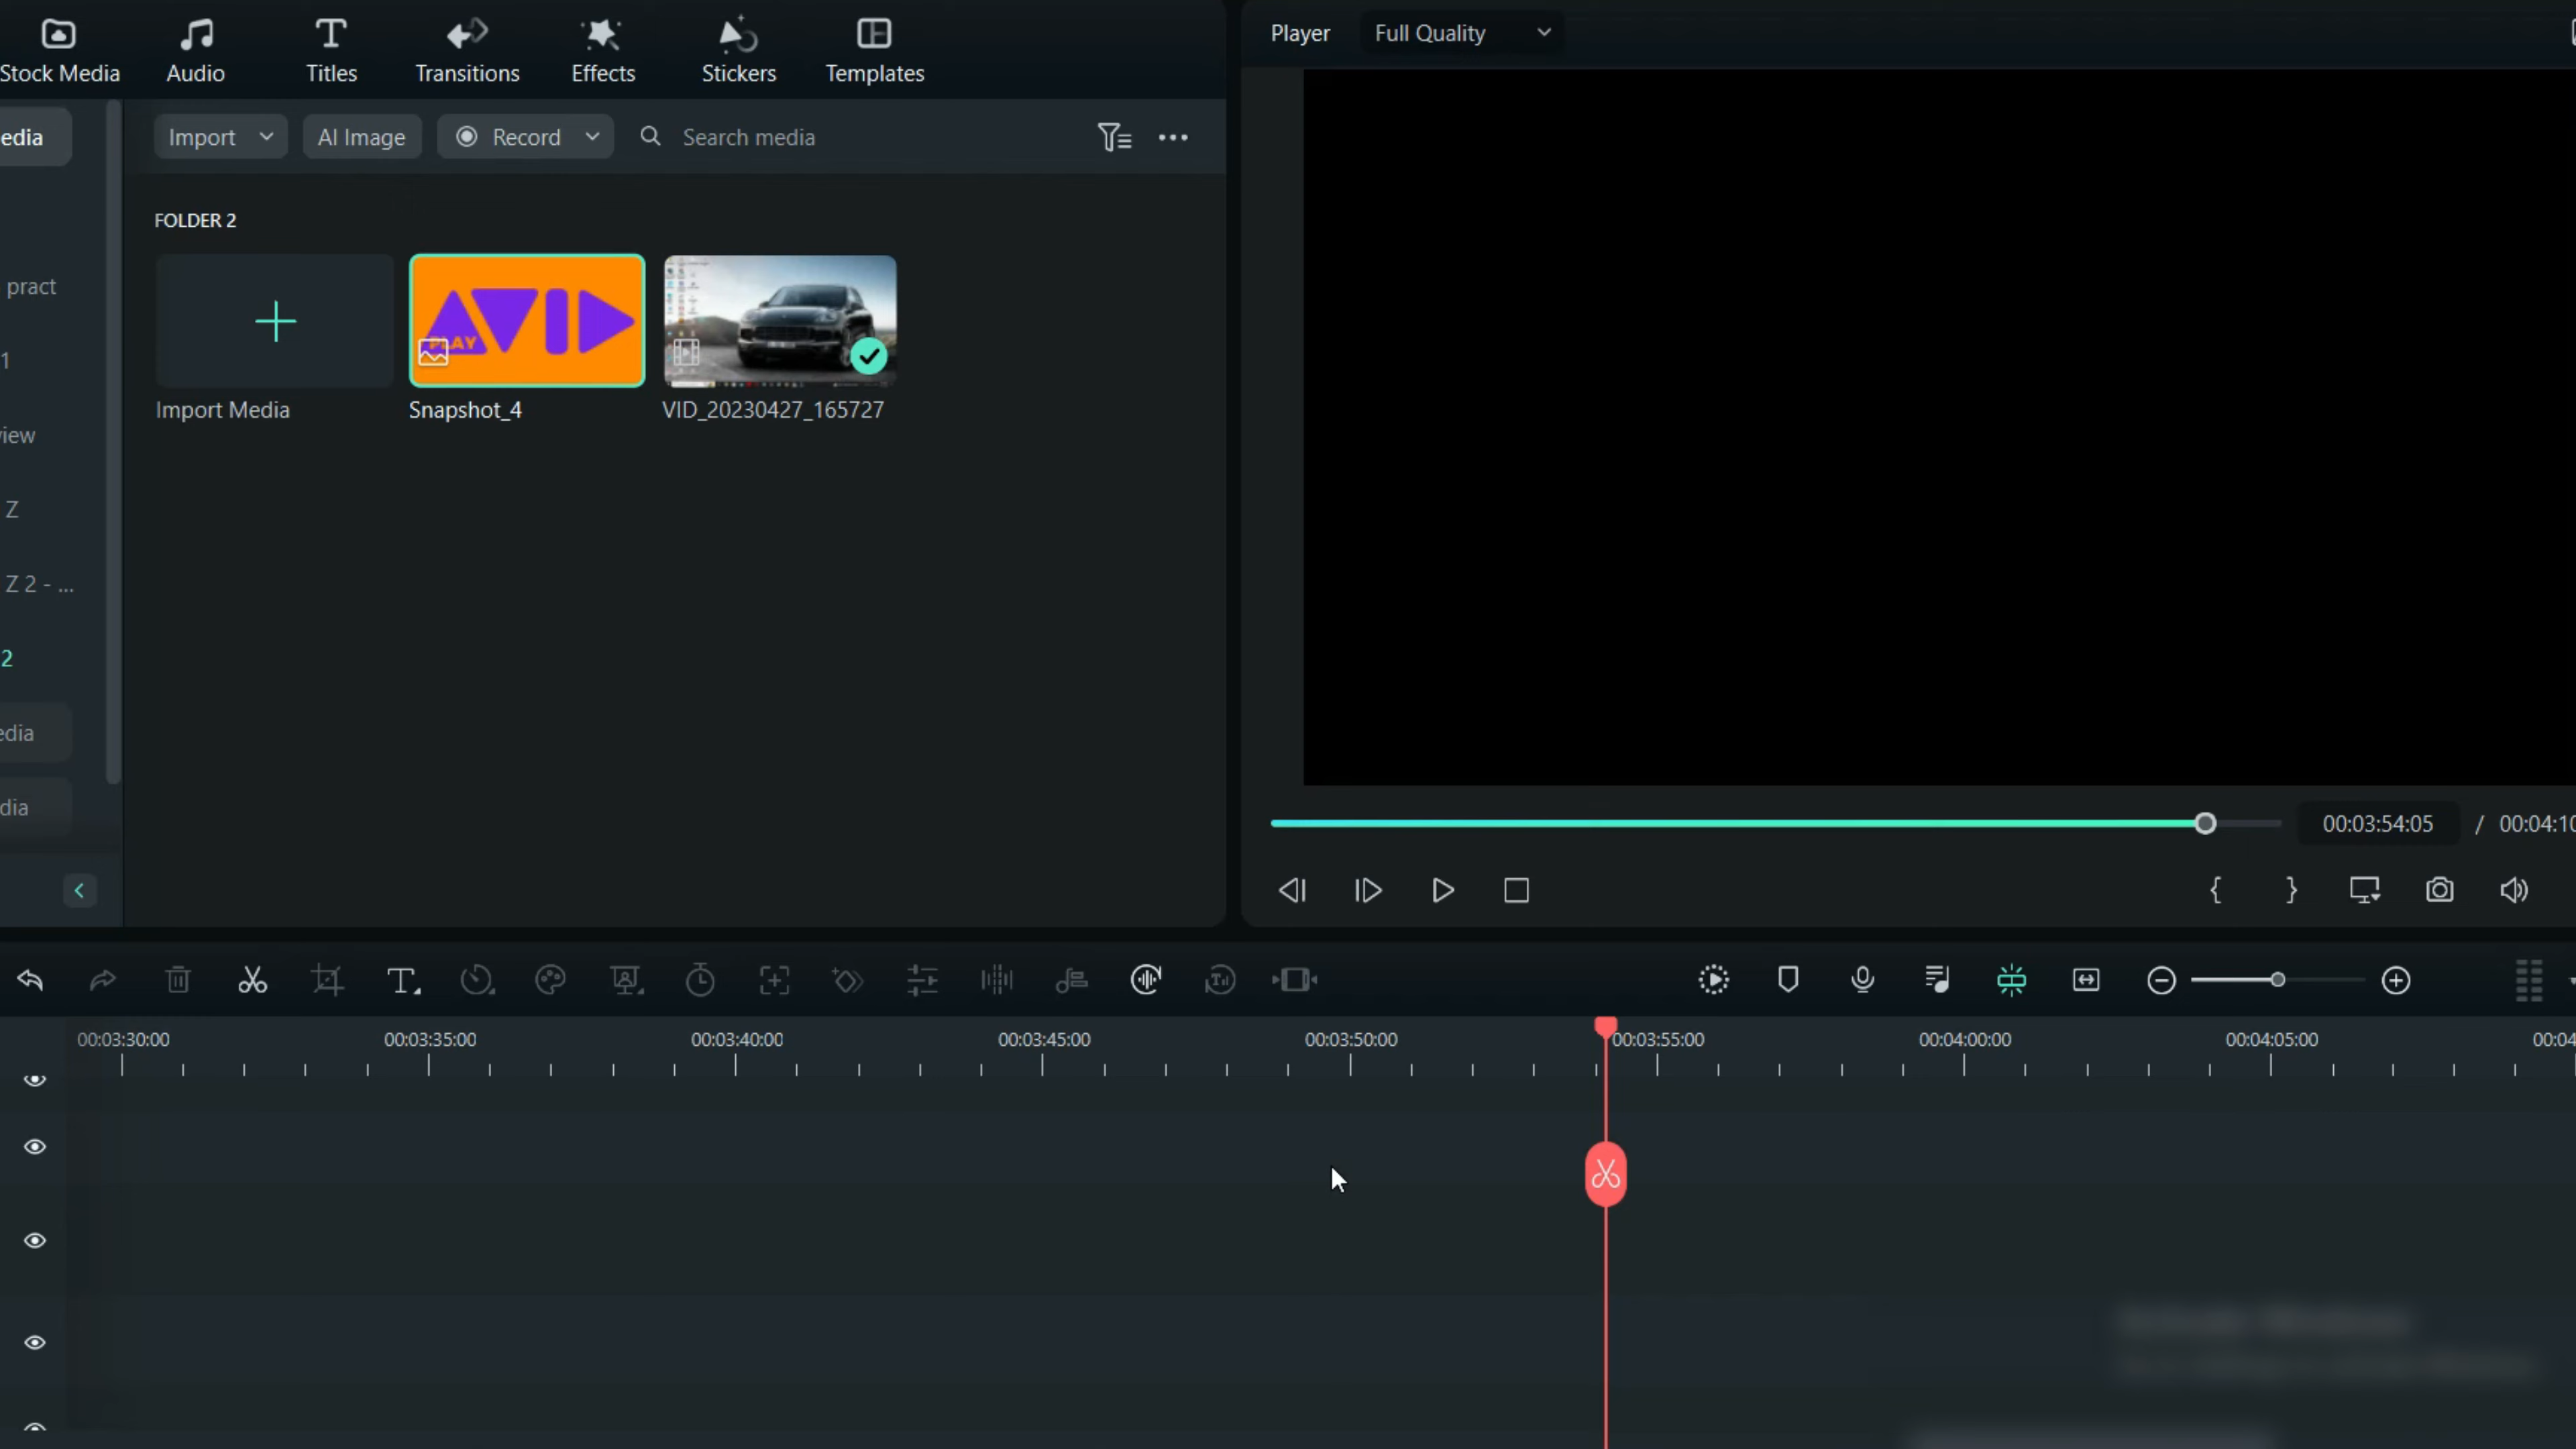 Stock Media
Audio
Titles
Transitions
Effects
Stickers
Templates
Player
Full Quality
edia
Import
AI Image
Record
Search media
FOLDER 2
pract
1
view
Z
Z 2 - ...
2
edia
dia
AVID
PLAY
Import Media
Snapshot_4
VID_20230427_165727
00:03:54:05 / 00:04:10
00:03:30:00
00:03:35:00
00:03:40:00
00:03:45:00
00:03:50:00
00:03:55:00
00:04:00:00
00:04:05:00
00:04